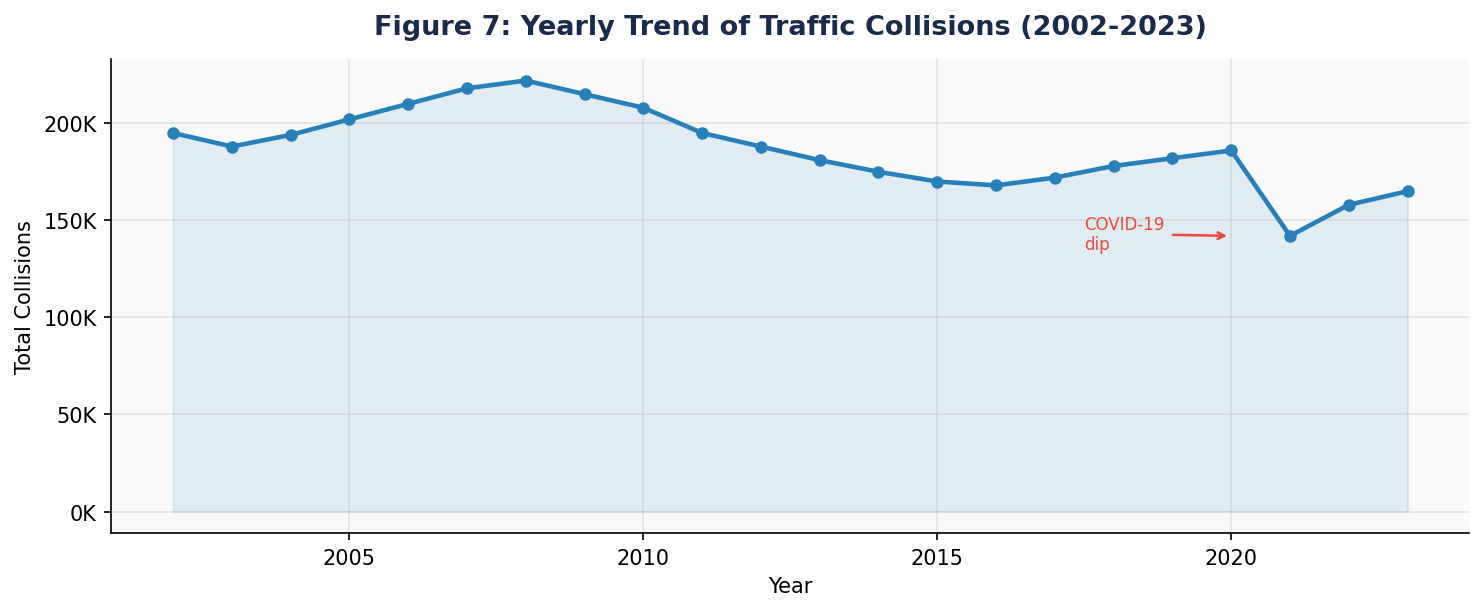 Figure 7: Yearly Trend of Traffic Collisions (2002-2023)
Total Collisions
200K
150K
100K
50K
0K
COVID-19
dip
2005
2010
2015
2020
Year